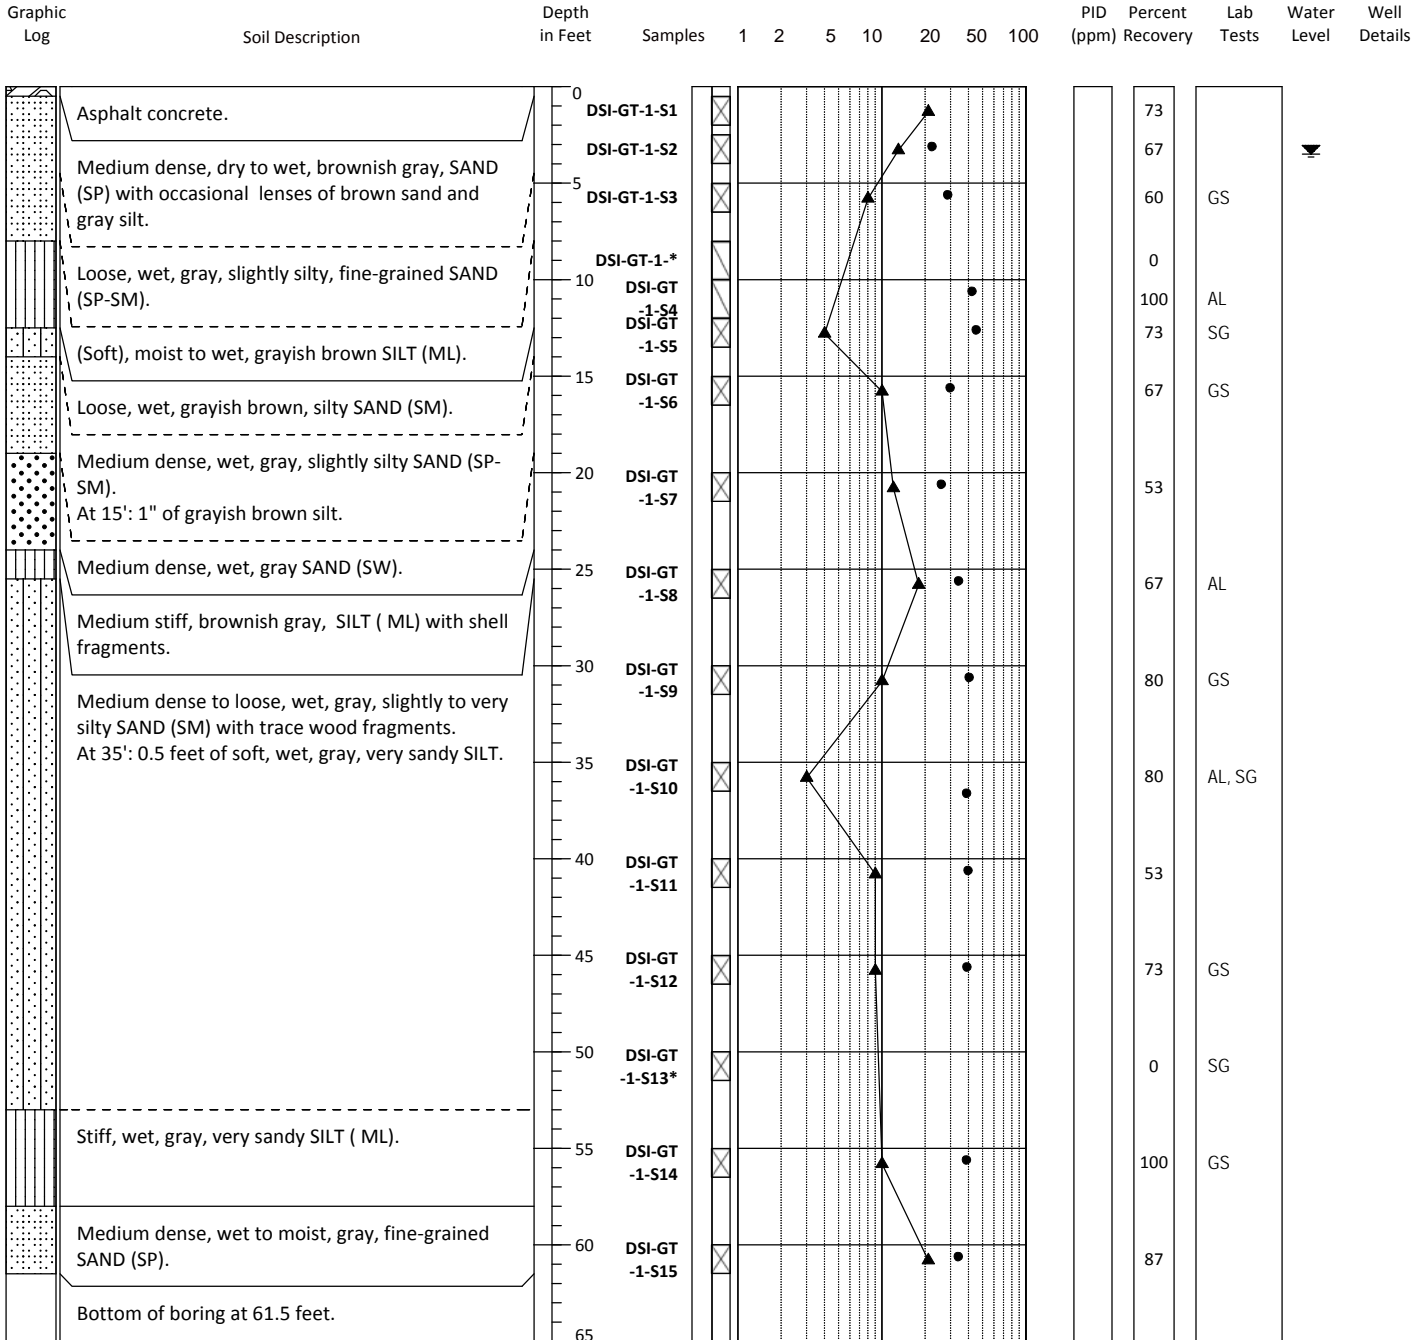 Graphic
Log
Soil Description
Depth
in Feet
Samples
1 2 5 10 20 50 100
PID
(ppm)
Percent
Recovery
Lab
Tests
Water
Level
Well
Details
Asphalt concrete.
Medium dense, dry to wet, brownish gray, SAND
(SP) with occasional lenses of brown sand and
gray silt.
Loose, wet, gray, slightly silty, fine-grained SAND
(SP-SM).
(Soft), moist to wet, grayish brown SILT (ML).
Loose, wet, grayish brown, silty SAND (SM).
Medium dense, wet, gray, slightly silty SAND (SP-
SM).
At 15': 1" of grayish brown silt.
Medium dense, wet, gray SAND (SW).
Medium stiff, brownish gray, SILT ( ML) with shell
fragments.
Medium dense to loose, wet, gray, slightly to very
silty SAND (SM) with trace wood fragments.
At 35': 0.5 feet of soft, wet, gray, very sandy SILT.
Stiff, wet, gray, very sandy SILT ( ML).
Medium dense, wet to moist, gray, fine-grained
SAND (SP).
Bottom of boring at 61.5 feet.
0
5
10
15
20
25
30
35
40
45
50
55
60
65
DSI-GT-1-S1
DSI-GT-1-S2
DSI-GT-1-S3
DSI-GT-1-*
DSI-GT
-1-S4
DSI-GT
-1-S5
DSI-GT
-1-S6
DSI-GT
-1-S7
DSI-GT
-1-S8
DSI-GT
-1-S9
DSI-GT
-1-S10
DSI-GT
-1-S11
DSI-GT
-1-S12
DSI-GT
-1-S13*
DSI-GT
-1-S14
DSI-GT
-1-S15
73
67
60 GS
0
100 AL
73 SG
67 GS
53
67 AL
80 GS
80 AL, SG
53
73 GS
0 SG
100 GS
87